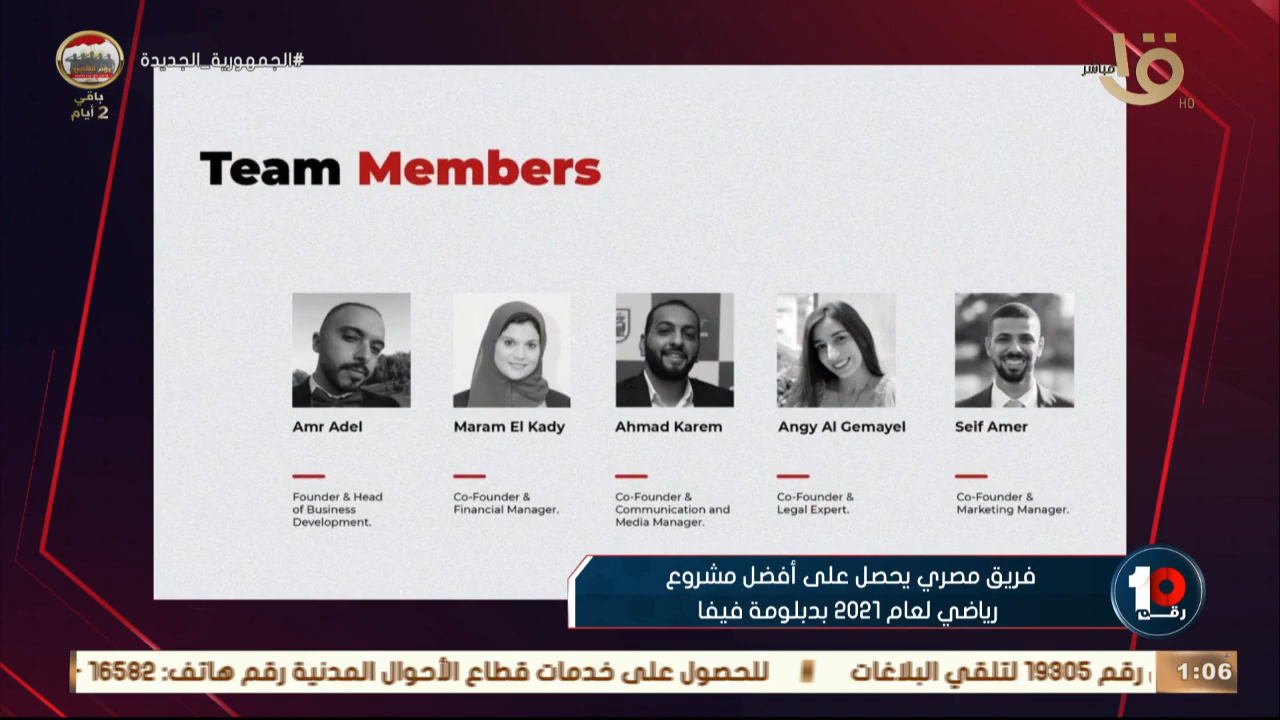 #الجمهورية_الجديدة
باقي
2 أيام
مباشر
HD
Team Members
Amr Adel
Founder & Head
of Business
Development.
Maram El Kady
Co-Founder &
Financial Manager.
Ahmad Karem
Co-Founder &
Communication and
Media Manager.
Angy Al Gemayel
Co-Founder &
Legal Expert.
Seif Amer
Co-Founder &
Marketing Manager.
فريق مصري يحصل على أفضل مشروع
رياضي لعام 2021 بدبلومة فيفا
رقم 10
رقم 19805 لتلقي البلاغات للحصول على خدمات قطاع الأحوال المدنية رقم هاتف: 16582
1:06